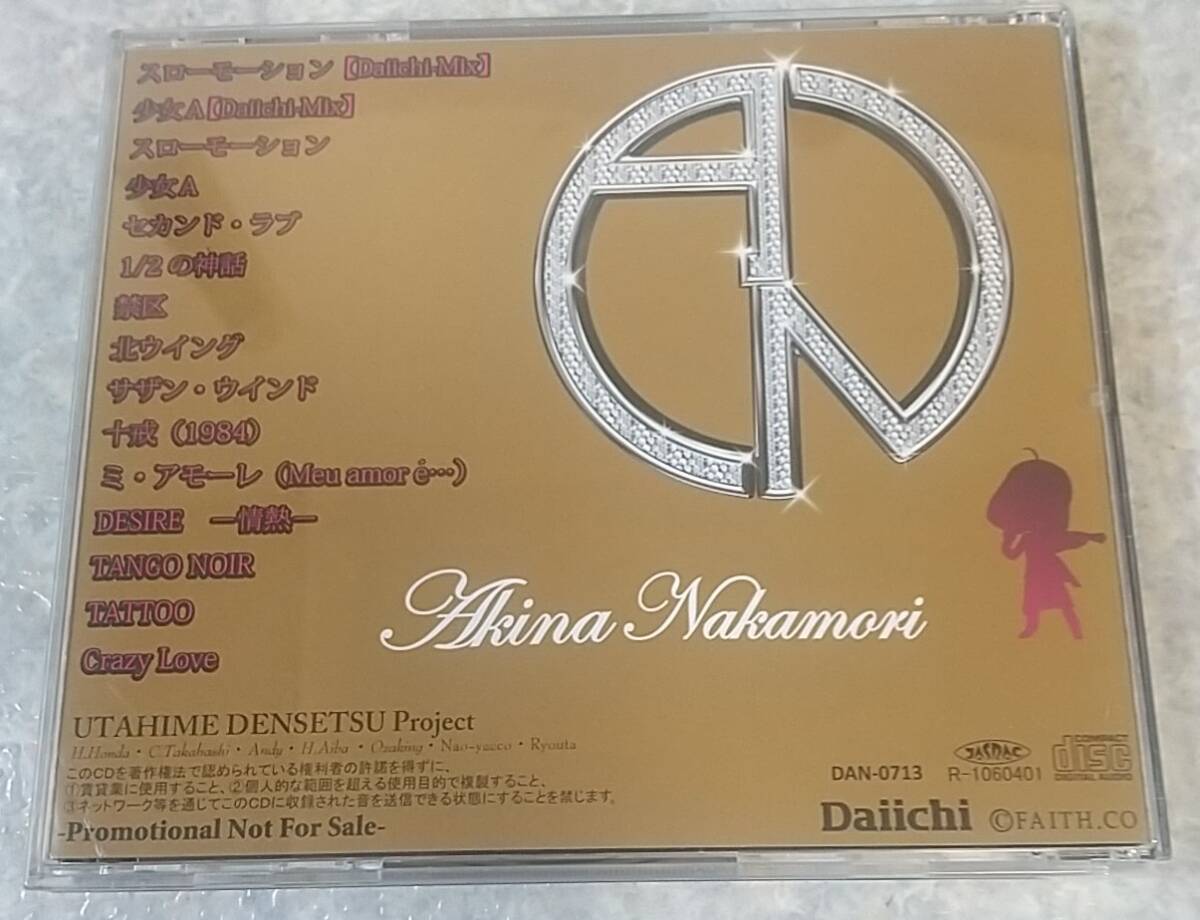 スローモーション【Daiichi-Mix】
少女A【Daiichi-Mix】
スローモーション
少女A
セカンド・ラブ
1/2 の神話
禁区
北ウイング
サザン・ウインド
十戒（1984）
ミ・アモーレ（Meu amor é…）
DESIRE ―情熱―
TANGO NOIR
TATTOO
Crazy Love
AN
Akina Nakamori
UTAHIME DENSETSU Project
H.Honda・C.Takahashi・Andy・H.Aiba・Ozaking・Nao-yacco・Ryouta
このCDを著作権法で認められている権利者の許諾を得ずに、
①賃貸業に使用すること、②個人的な範囲を超える使用目的で複製すること、
③ネットワーク等を通じてこのCDに収録された音を送信できる状態にすることを禁じます。
-Promotional Not For Sale-
JASRAC
COMPACT
disc
DIGITAL AUDIO
DAN-0713 R-1060401
Daiichi ©FAITH.CO